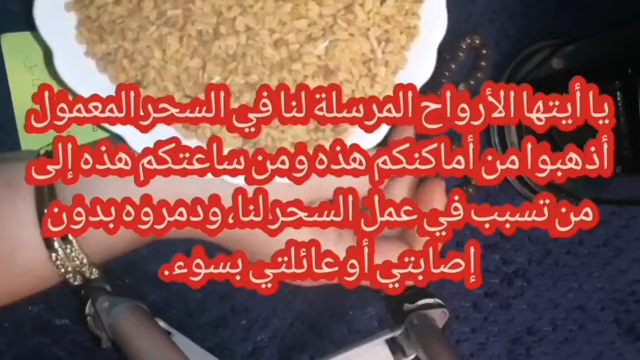 يا أيتها الأرواح المرسلة لنا في السحر المعمول
أذهبوا من أماكنكم هذه ومن ساعتكم هذه إلى
من تسبب في عمل السحر لنا، ودمروه بدون
إصابتي أو عائلتي بسوء.